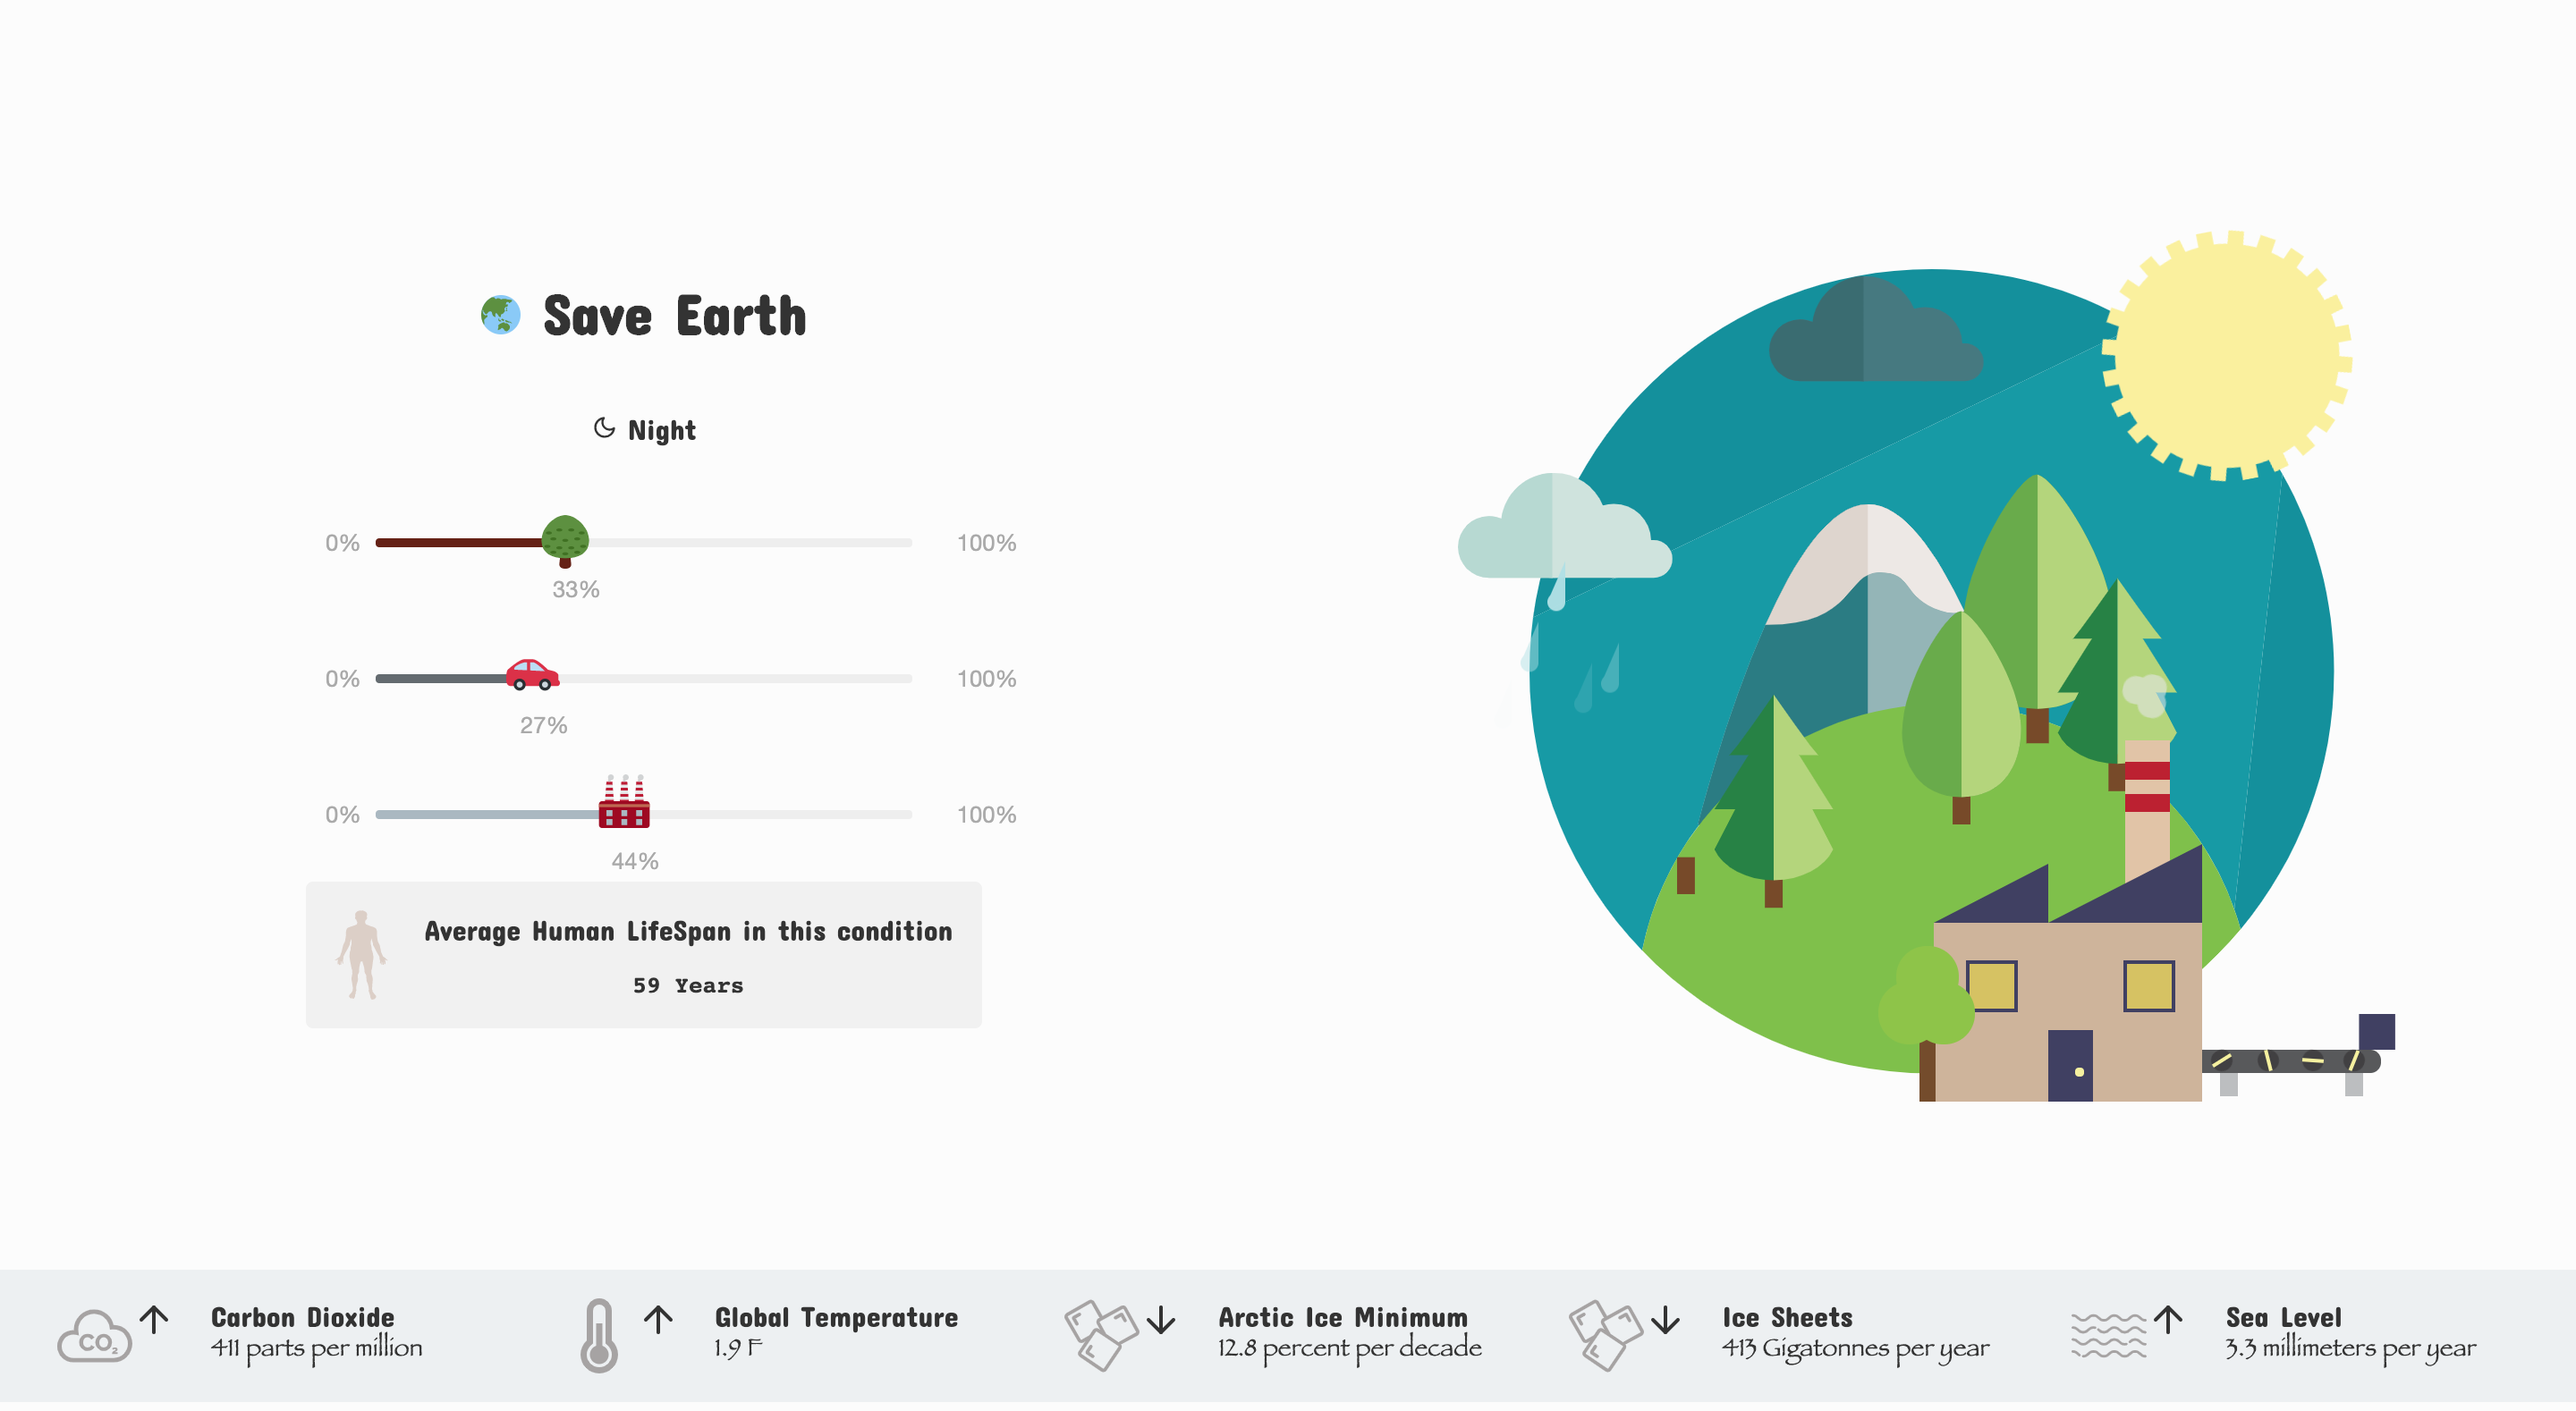 Save Earth
Night
0% 100%
33%
0% 100%
27%
0% 100%
44%
Average Human LifeSpan in this condition
59 Years
CO₂
Carbon Dioxide
411 parts per million
Global Temperature
1.9 F
Arctic Ice Minimum
12.8 percent per decade
Ice Sheets
413 Gigatonnes per year
Sea Level
3.3 millimeters per year